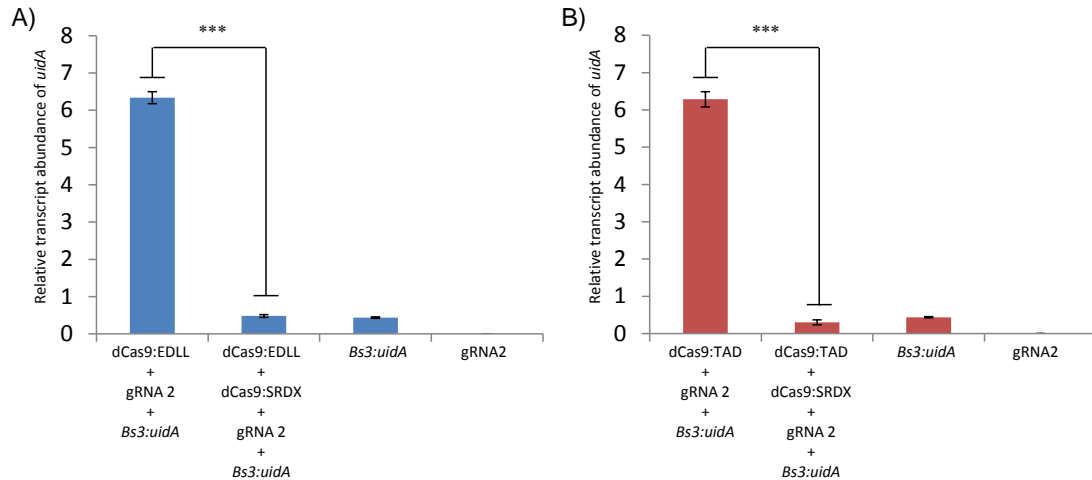 A)
Relative transcript abundance of uidA
8
7
6
5
4
3
2
1
0
***
dCas9:EDLL
+
gRNA 2
+
Bs3:uidA
dCas9:EDLL
+
dCas9:SRDX
+
gRNA 2
+
Bs3:uidA
Bs3:uidA
gRNA2
B)
Relative transcript abundance of uidA
8
7
6
5
4
3
2
1
0
***
dCas9:TAD
+
gRNA 2
+
Bs3:uidA
dCas9:TAD
+
dCas9:SRDX
+
gRNA 2
+
Bs3:uidA
Bs3:uidA
gRNA2